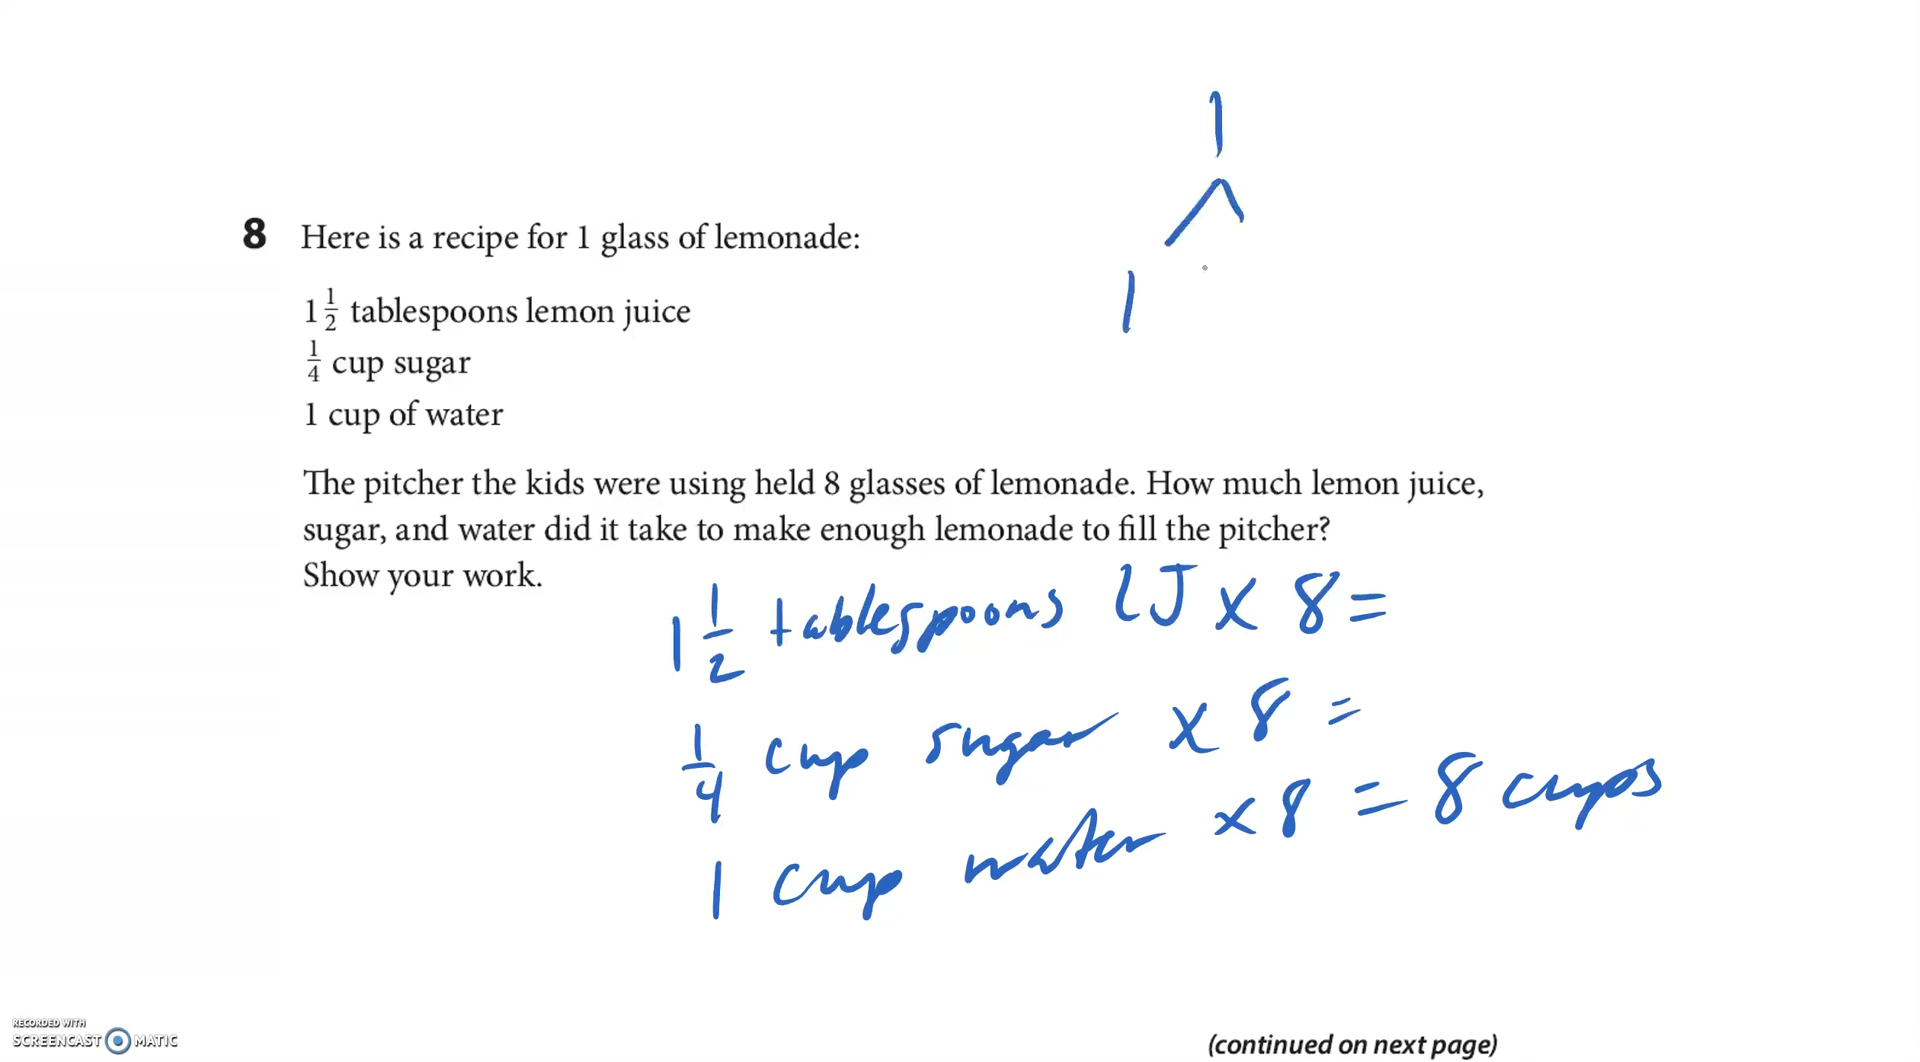 1
1
8 Here is a recipe for 1 glass of lemonade:
1 1/2 tablespoons lemon juice
1/4 cup sugar
1 cup of water
The pitcher the kids were using held 8 glasses of lemonade. How much lemon juice,
sugar, and water did it take to make enough lemonade to fill the pitcher?
Show your work.
1 1/2 tablespoons LJ x 8 =
1/4 cup sugar x 8 =
1 cup water x 8 = 8 cups
RECORDED WITH
SCREENCAST MATIC
(continued on next page)